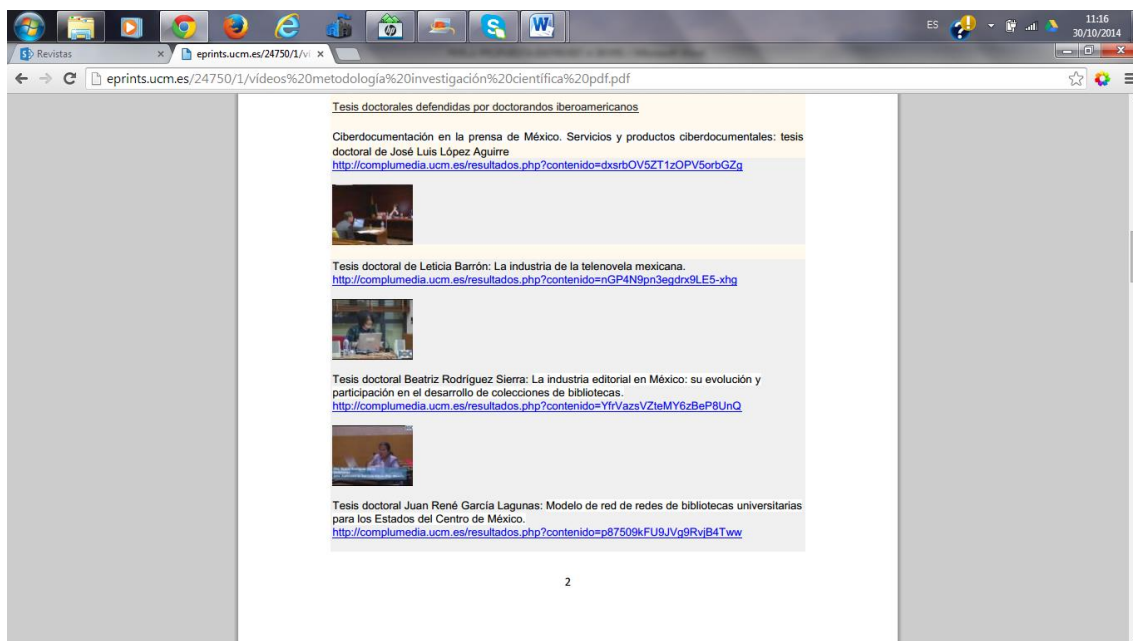 ES
11:16
30/10/2014
Revistas
eprints.ucm.es/24750/1/ví
eprints.ucm.es/24750/1/vídeos%20metodología%20investigación%20científica%20pdf.pdf
Tesis doctorales defendidas por doctorandos iberoamericanos
Ciberdocumentación en la prensa de México. Servicios y productos ciberdocumentales: tesis
doctoral de José Luis López Aguirre
http://complumedia.ucm.es/resultados.php?contenido=dxsrbOV5ZT1zOPV5orbGZg
Tesis doctoral de Leticia Barrón: La industria de la telenovela mexicana.
http://complumedia.ucm.es/resultados.php?contenido=nGP4N9pn3egdrx9LE5-xhg
Tesis doctoral Beatriz Rodríguez Sierra: La industria editorial en México: su evolución y
participación en el desarrollo de colecciones de bibliotecas.
http://complumedia.ucm.es/resultados.php?contenido=YfrVazsVZteMY6zBeP8UnQ
Tesis doctoral Juan René García Lagunas: Modelo de red de redes de bibliotecas universitarias
para los Estados del Centro de México.
http://complumedia.ucm.es/resultados.php?contenido=p87509kFU9JVg9RvjB4Tww
2